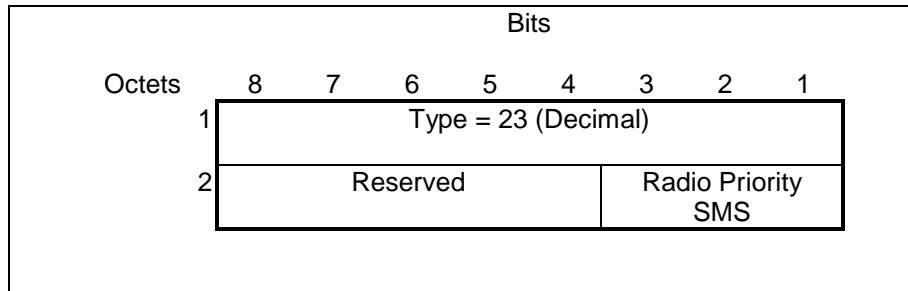 Bits
Octets 8 7 6 5 4 3 2 1
1 Type = 23 (Decimal)
2 Reserved Radio Priority
SMS